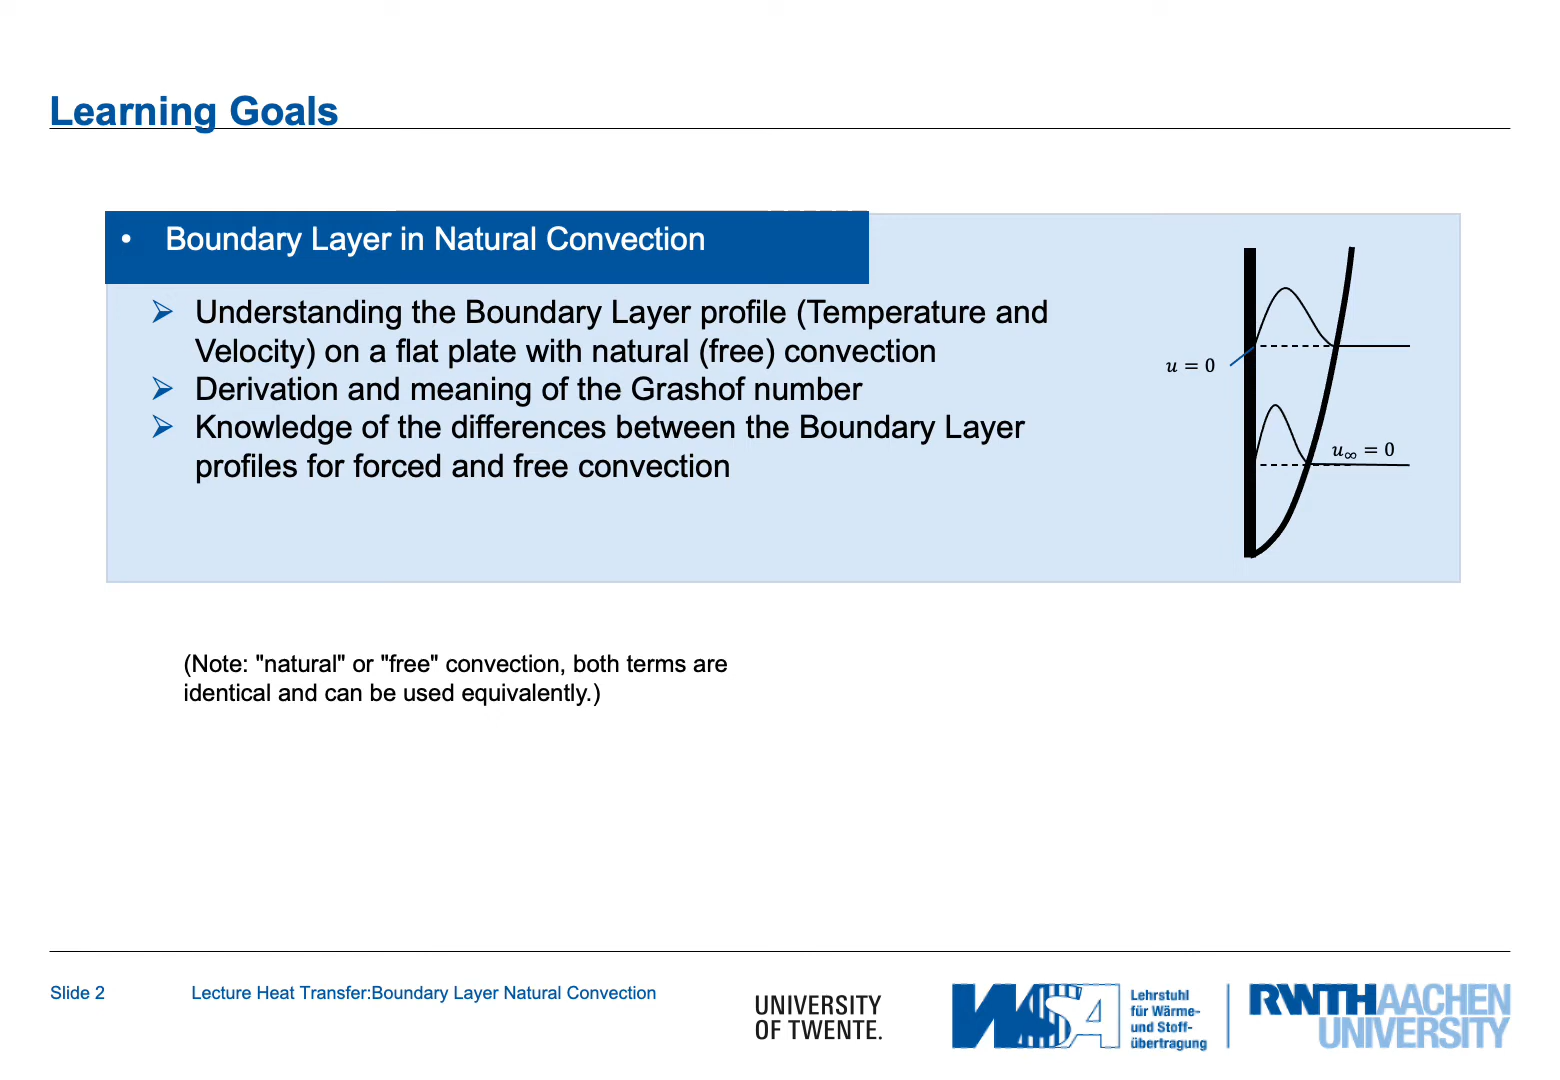 Learning Goals
• Boundary Layer in Natural Convection
➢ Understanding the Boundary Layer profile (Temperature and
Velocity) on a flat plate with natural (free) convection
➢ Derivation and meaning of the Grashof number
➢ Knowledge of the differences between the Boundary Layer
profiles for forced and free convection
u = 0
u∞ = 0
(Note: "natural" or "free" convection, both terms are
identical and can be used equivalently.)
Slide 2
Lecture Heat Transfer:Boundary Layer Natural Convection
UNIVERSITY
OF TWENTE.
WSA
Lehrstuhl
für Wärme-
und Stoff-
übertragung
RWTH AACHEN
UNIVERSITY